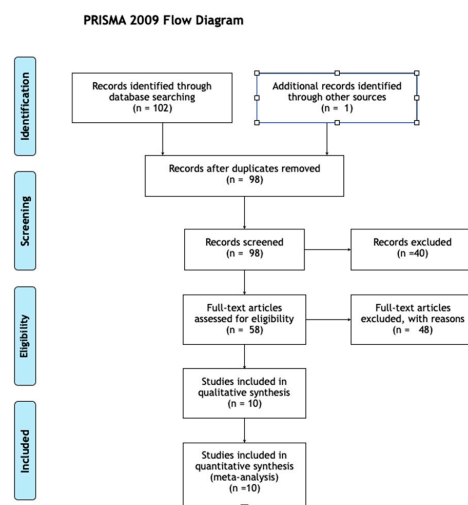 PRISMA 2009 Flow Diagram
Identification
Records identified through
database searching
(n = 102)
Additional records identified
through other sources
(n = 1)
Records after duplicates removed
(n = 98)
Screening
Records screened
(n = 98)
Records excluded
(n =40)
Eligibility
Full-text articles
assessed for eligibility
(n = 58)
Full-text articles
excluded, with reasons
(n = 48)
Studies included in
qualitative synthesis
(n = 10)
Included
Studies included in
quantitative synthesis
(meta-analysis)
(n =10)